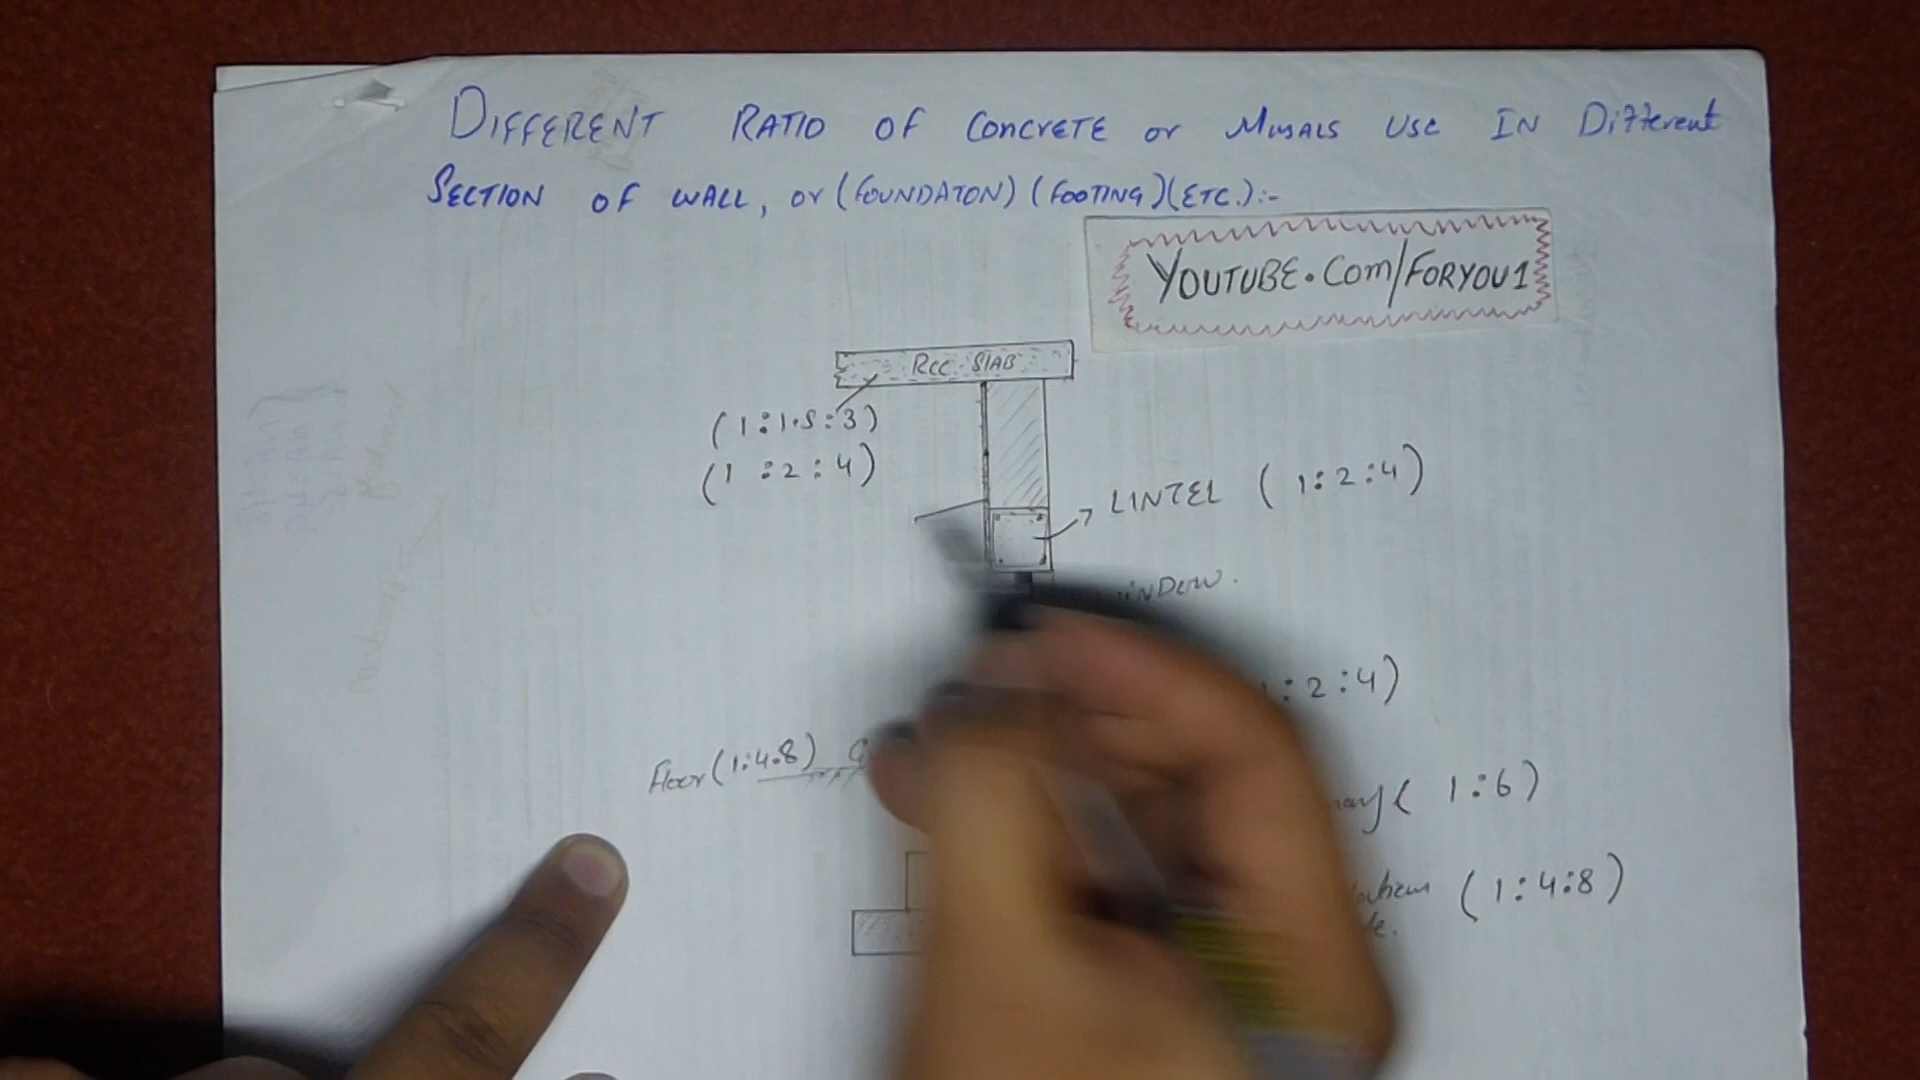 DIFFERENT RATIO OF CONCRETE or MUSALS USE IN Different
SECTION OF WALL, or (FOUNDATON) (FOOTING)(ETC.):-
YOUTUBE.Com/FORYOU1
RCC SLAB
(1:1.5:3)
(1:2:4)
LINTEL (1:2:4)
:2:4)
Floor (1:4:8)
(1:6)
(1:4:8)